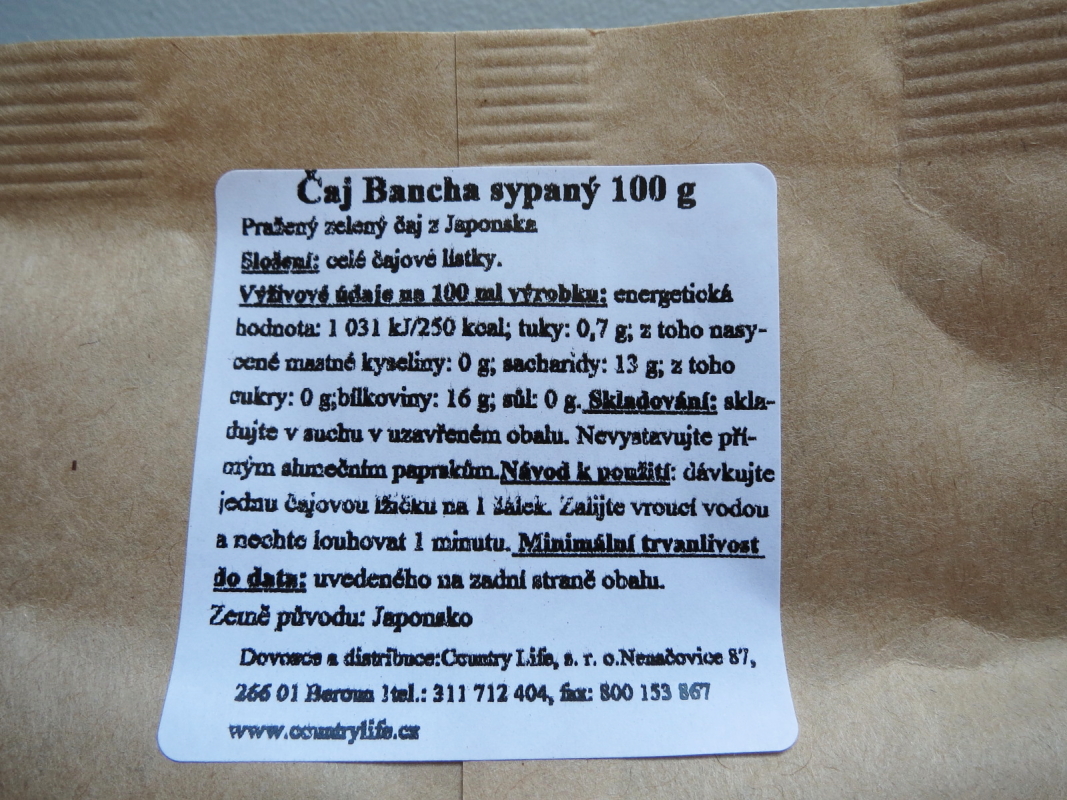 Čaj Bancha sypaný 100 g
Pražený zelený čaj z Japonska
Složení: celé čajové lístky.
Výživové údaje na 100 ml výrobku: energetická
hodnota: 1 031 kJ/250 kcal; tuky: 0,7 g; z toho nasy-
cené mastné kyseliny: 0 g; sacharidy: 13 g; z toho
cukry: 0 g;bílkoviny: 16 g; sůl: 0 g. Skladování: skla-
dujte v suchu v uzavřeném obalu. Nevystavujte pří-
mým slunečním paprskům.Návod k použití: dávkujte
jednu čajovou lžičku na 1 šálek. Zalijte vroucí vodou
a nechte louhovat 1 minutu. Minimální trvanlivost
do data: uvedeného na zadní straně obalu.
Země původu: Japonsko
Dovozce a distribuce:Country Life, s. r. o.Nenačovice 87,
266 01 Beroun 1tel.: 311 712 404, fax: 800 153 867
www.countrylife.cz